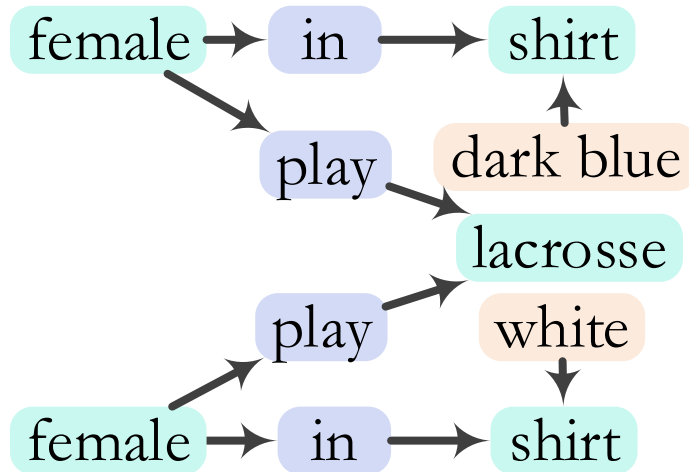 female in shirt
play dark blue
lacrosse
play white
female in shirt